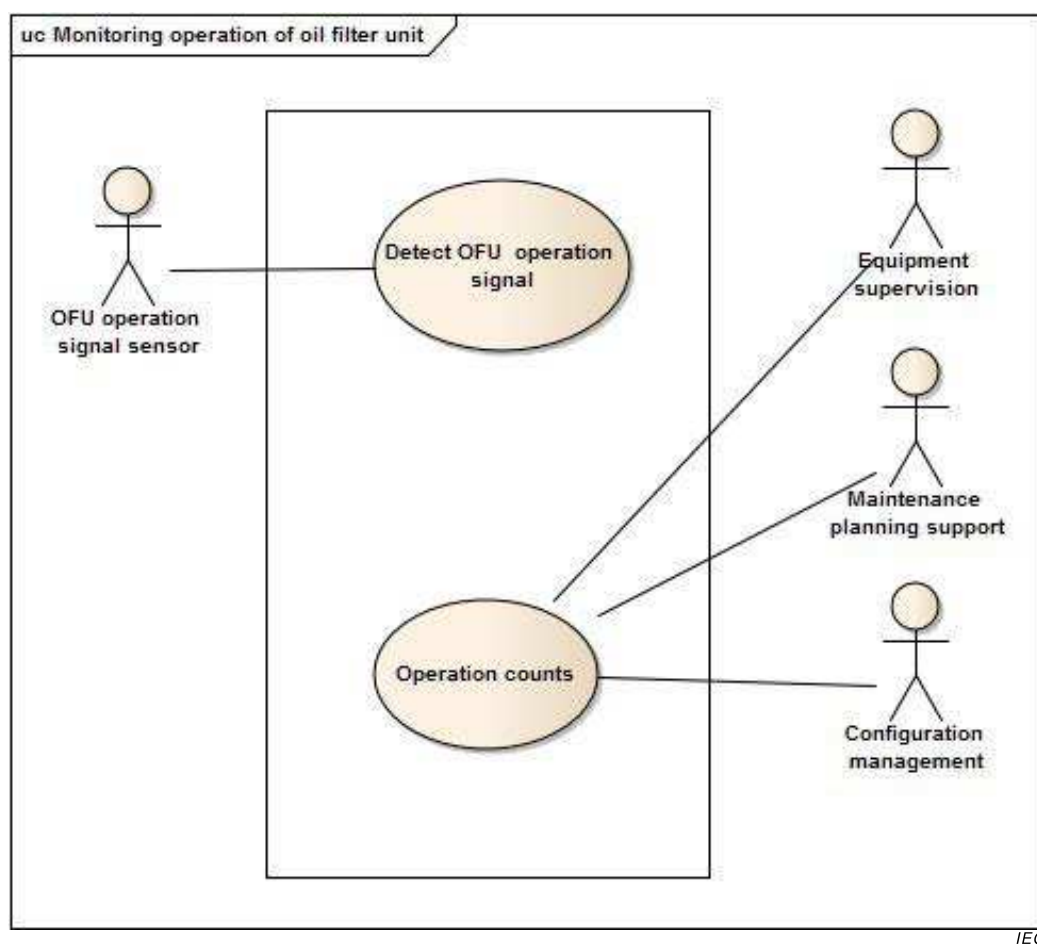 uc Monitoring operation of oil filter unit
Detect OFU operation
signal
OFU operation
signal sensor
Equipment
supervision
Maintenance
planning support
Operation counts
Configuration
management
IEC